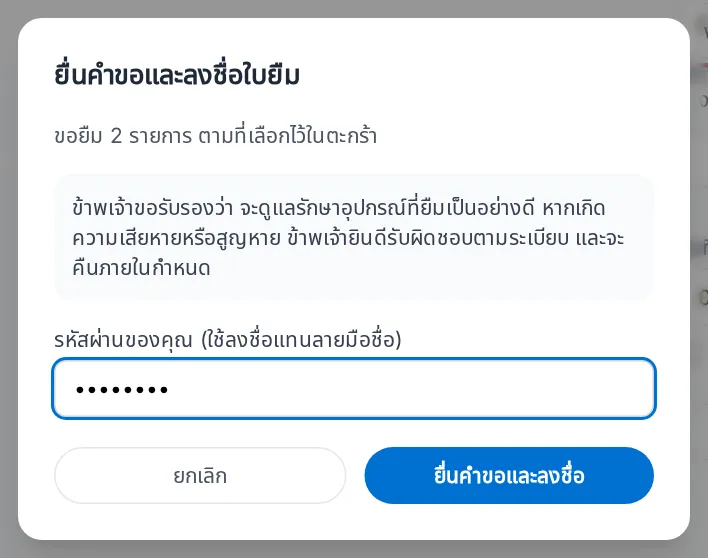 ยื่นคำขอและลงชื่อใบยืม
ขอยืม 2 รายการ ตามที่เลือกไว้ในตะกร้า
ข้าพเจ้าขอรับรองว่า จะดูแลรักษาอุปกรณ์ที่ยืมเป็นอย่างดี หากเกิด
ความเสียหายหรือสูญหาย ข้าพเจ้ายินดีรับผิดชอบตามระเบียบ และจะ
คืนภายในกำหนด
รหัสผ่านของคุณ (ใช้ลงชื่อแทนลายมือชื่อ)
••••••••
ยกเลิก
ยื่นคำขอและลงชื่อ